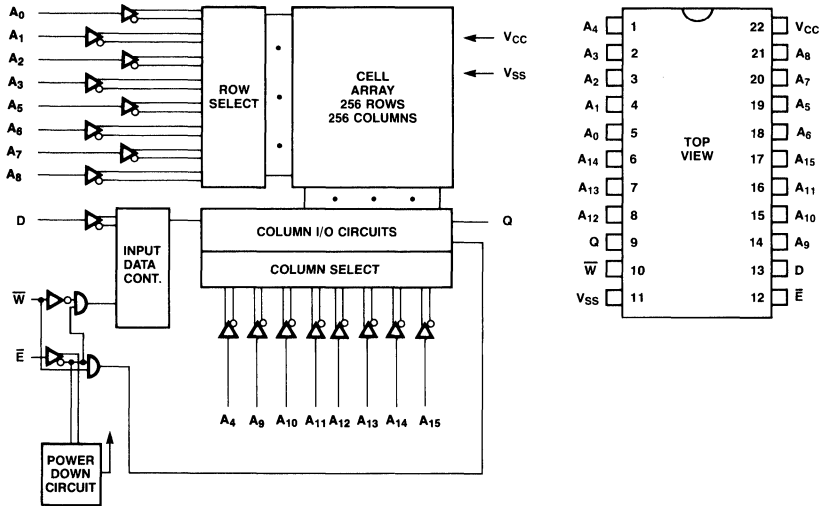 A0
A1
A2
A3
A5
A6
A7
A8
D
W
E
ROW
SELECT
CELL
ARRAY
256 ROWS
256 COLUMNS
VCC
VSS
INPUT
DATA
CONT.
COLUMN I/O CIRCUITS
COLUMN SELECT
Q
A4 A9 A10 A11 A12 A13 A14 A15
POWER
DOWN
CIRCUIT
A4 1 22 VCC
A3 2 21 A8
A2 3 20 A7
A1 4 19 A5
A0 5 18 A6
TOP
VIEW
A14 6 17 A15
A13 7 16 A11
A12 8 15 A10
Q 9 14 A9
W 10 13 D
VSS 11 12 E